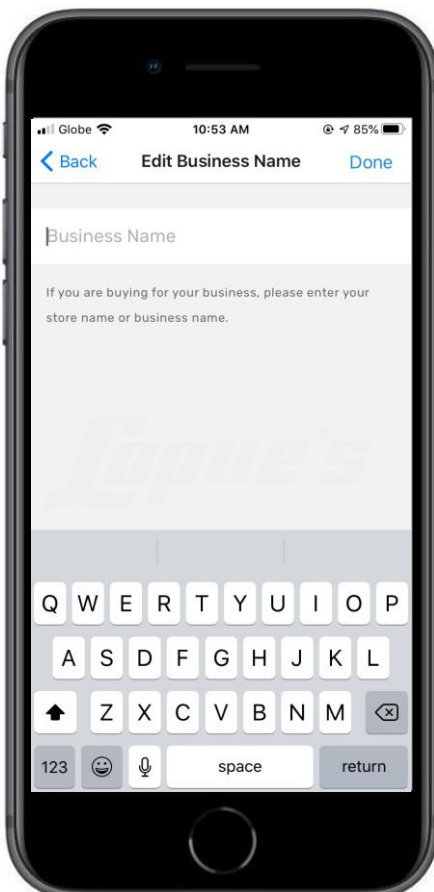 Globe 10:53 AM 85%
Back Edit Business Name Done
Business Name
If you are buying for your business, please enter your
store name or business name.
Lopue's
Q W E R T Y U I O P
A S D F G H J K L
Z X C V B N M
123 space return